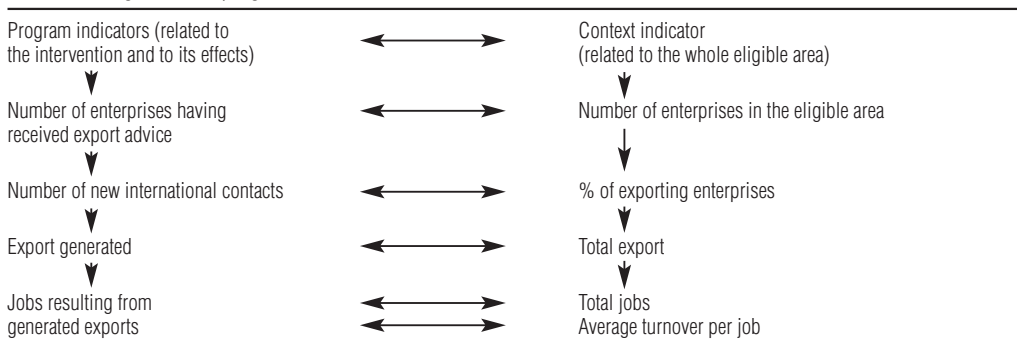 Program indicators (related to
the intervention and to its effects)
Context indicator
(related to the whole eligible area)
Number of enterprises having
received export advice
Number of enterprises in the eligible area
Number of new international contacts
% of exporting enterprises
Export generated
Total export
Jobs resulting from
generated exports
Total jobs
Average turnover per job